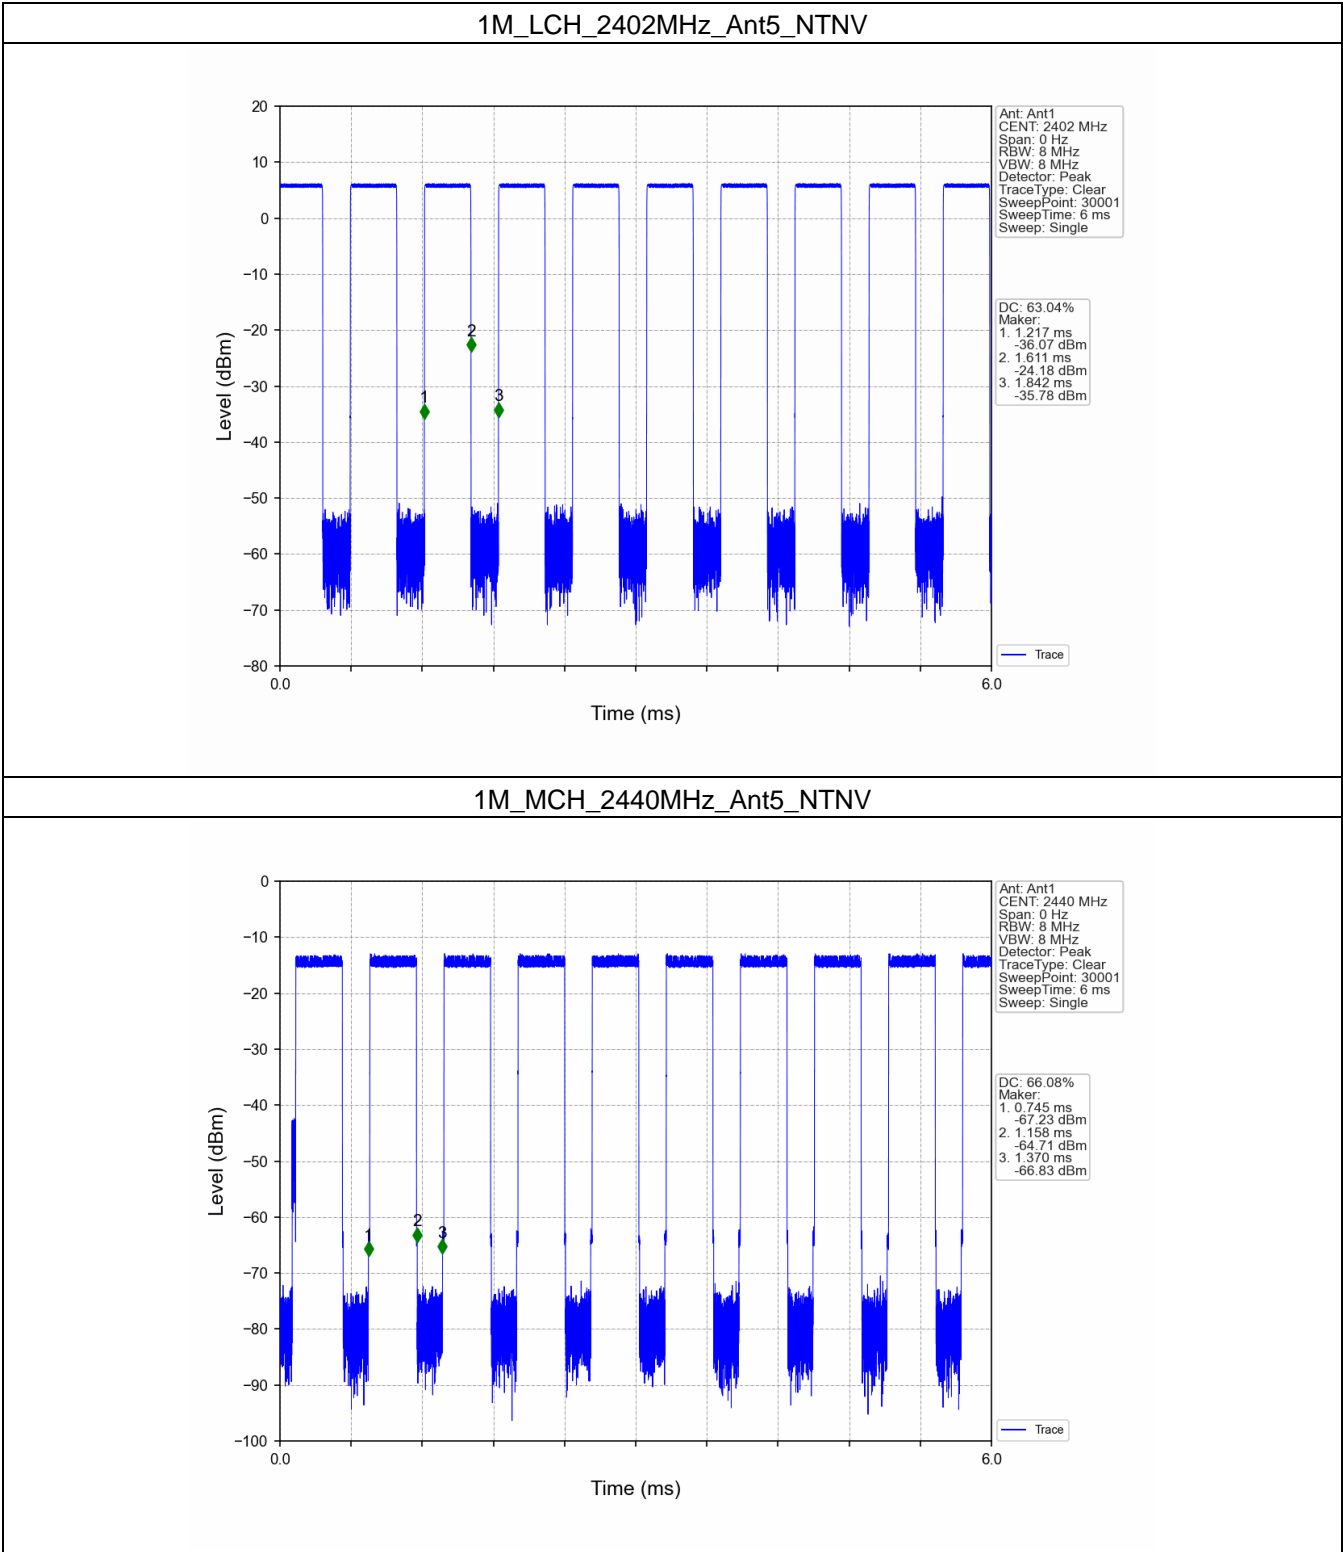 1M_LCH_2402MHz_Ant5_NTNV
20
10
0
−10
−20
−30
−40
−50
−60
−70
−80
Level (dBm)
0.0
6.0
Time (ms)
1
2
3
Ant: Ant1
CENT: 2402 MHz
Span: 0 Hz
RBW: 8 MHz
VBW: 8 MHz
Detector: Peak
TraceType: Clear
SweepPoint: 30001
SweepTime: 6 ms
Sweep: Single
DC: 63.04%
Maker:
1. 1.217 ms
-36.07 dBm
2. 1.611 ms
-24.18 dBm
3. 1.842 ms
-35.78 dBm
Trace
1M_MCH_2440MHz_Ant5_NTNV
0
−10
−20
−30
−40
−50
−60
−70
−80
−90
−100
Level (dBm)
0.0
6.0
Time (ms)
1
2
3
Ant: Ant1
CENT: 2440 MHz
Span: 0 Hz
RBW: 8 MHz
VBW: 8 MHz
Detector: Peak
TraceType: Clear
SweepPoint: 30001
SweepTime: 6 ms
Sweep: Single
DC: 66.08%
Maker:
1. 0.745 ms
-67.23 dBm
2. 1.158 ms
-64.71 dBm
3. 1.370 ms
-66.83 dBm
Trace